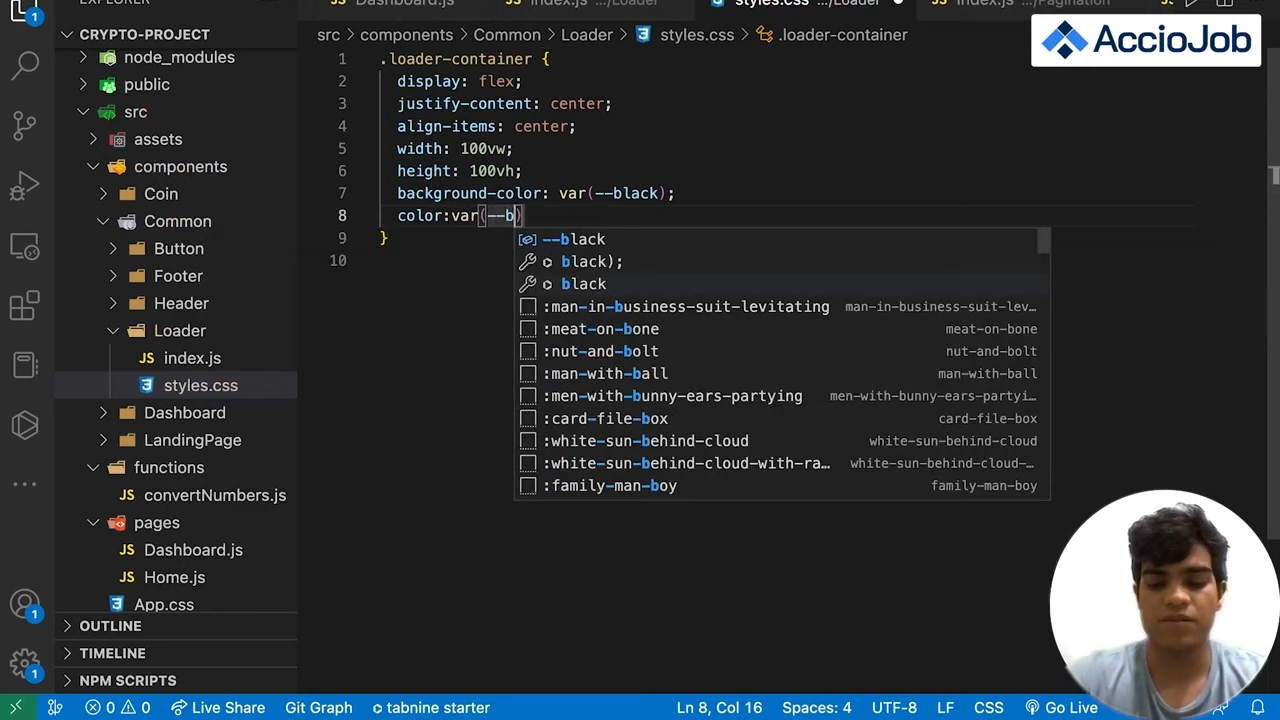 EXPLORER
Dashboard.js
index.js .../Loader
styles.css .../Loader
index.js .../Pagination
AccioJob
CRYPTO-PROJECT
node_modules
public
src
assets
components
Coin
Common
Button
Footer
Header
Loader
JS index.js
styles.css
Dashboard
LandingPage
functions
JS convertNumbers.js
pages
JS Dashboard.js
JS Home.js
App.css
OUTLINE
TIMELINE
NPM SCRIPTS
1
1
1
src > components > Common > Loader > styles.css > .loader-container
1 .loader-container {
2 display: flex;
3 justify-content: center;
4 align-items: center;
5 width: 100vw;
6 height: 100vh;
7 background-color: var(--black);
8 color:var(--b)
9 }
10
--black
black);
black
:man-in-business-suit-levitating man-in-business-suit-lev…
:meat-on-bone meat-on-bone
:nut-and-bolt nut-and-bolt
:man-with-ball man-with-ball
:men-with-bunny-ears-partying men-with-bunny-ears-partyi…
:card-file-box card-file-box
:white-sun-behind-cloud white-sun-behind-cloud
:white-sun-behind-cloud-with-ra… white-sun-behind-cloud-…
:family-man-boy family-man-boy
0 0 Live Share Git Graph tabnine starter Ln 8, Col 16 Spaces: 4 UTF-8 LF CSS Go Live